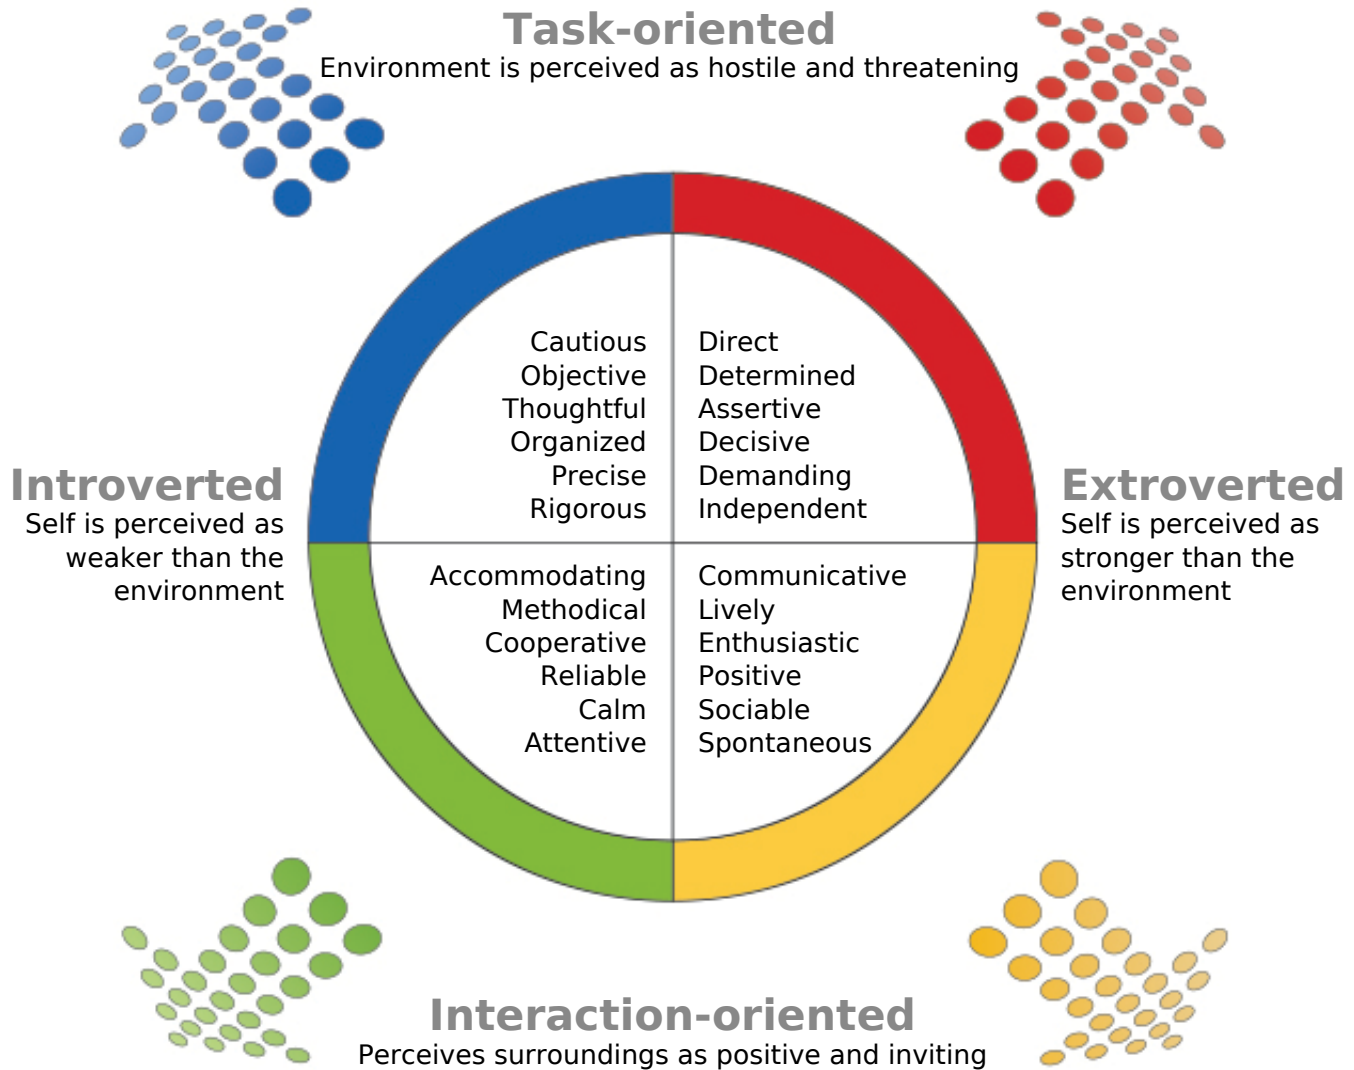 Task-oriented
Environment is perceived as hostile and threatening
Cautious
Objective
Thoughtful
Organized
Precise
Rigorous
Direct
Determined
Assertive
Decisive
Demanding
Independent
Introverted
Self is perceived as
weaker than the
environment
Extroverted
Self is perceived as
stronger than the
environment
Accommodating
Methodical
Cooperative
Reliable
Calm
Attentive
Communicative
Lively
Enthusiastic
Positive
Sociable
Spontaneous
Interaction-oriented
Perceives surroundings as positive and inviting